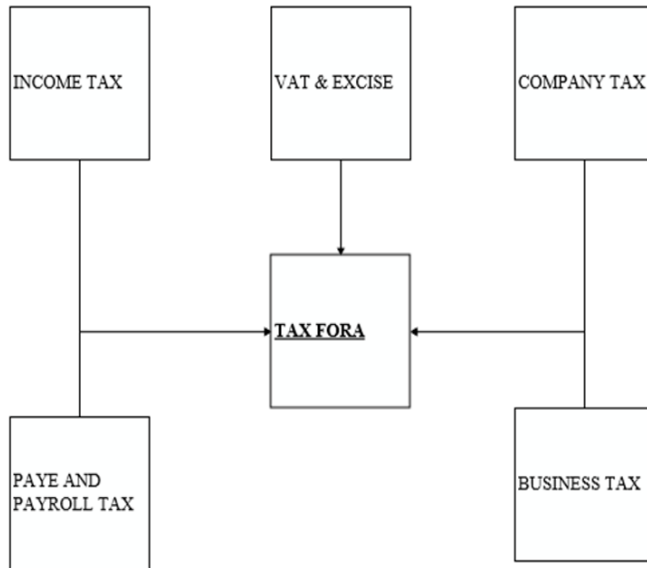 INCOME TAX
VAT & EXCISE
COMPANY TAX
TAX FORA
PAYE AND
PAYROLL TAX
BUSINESS TAX